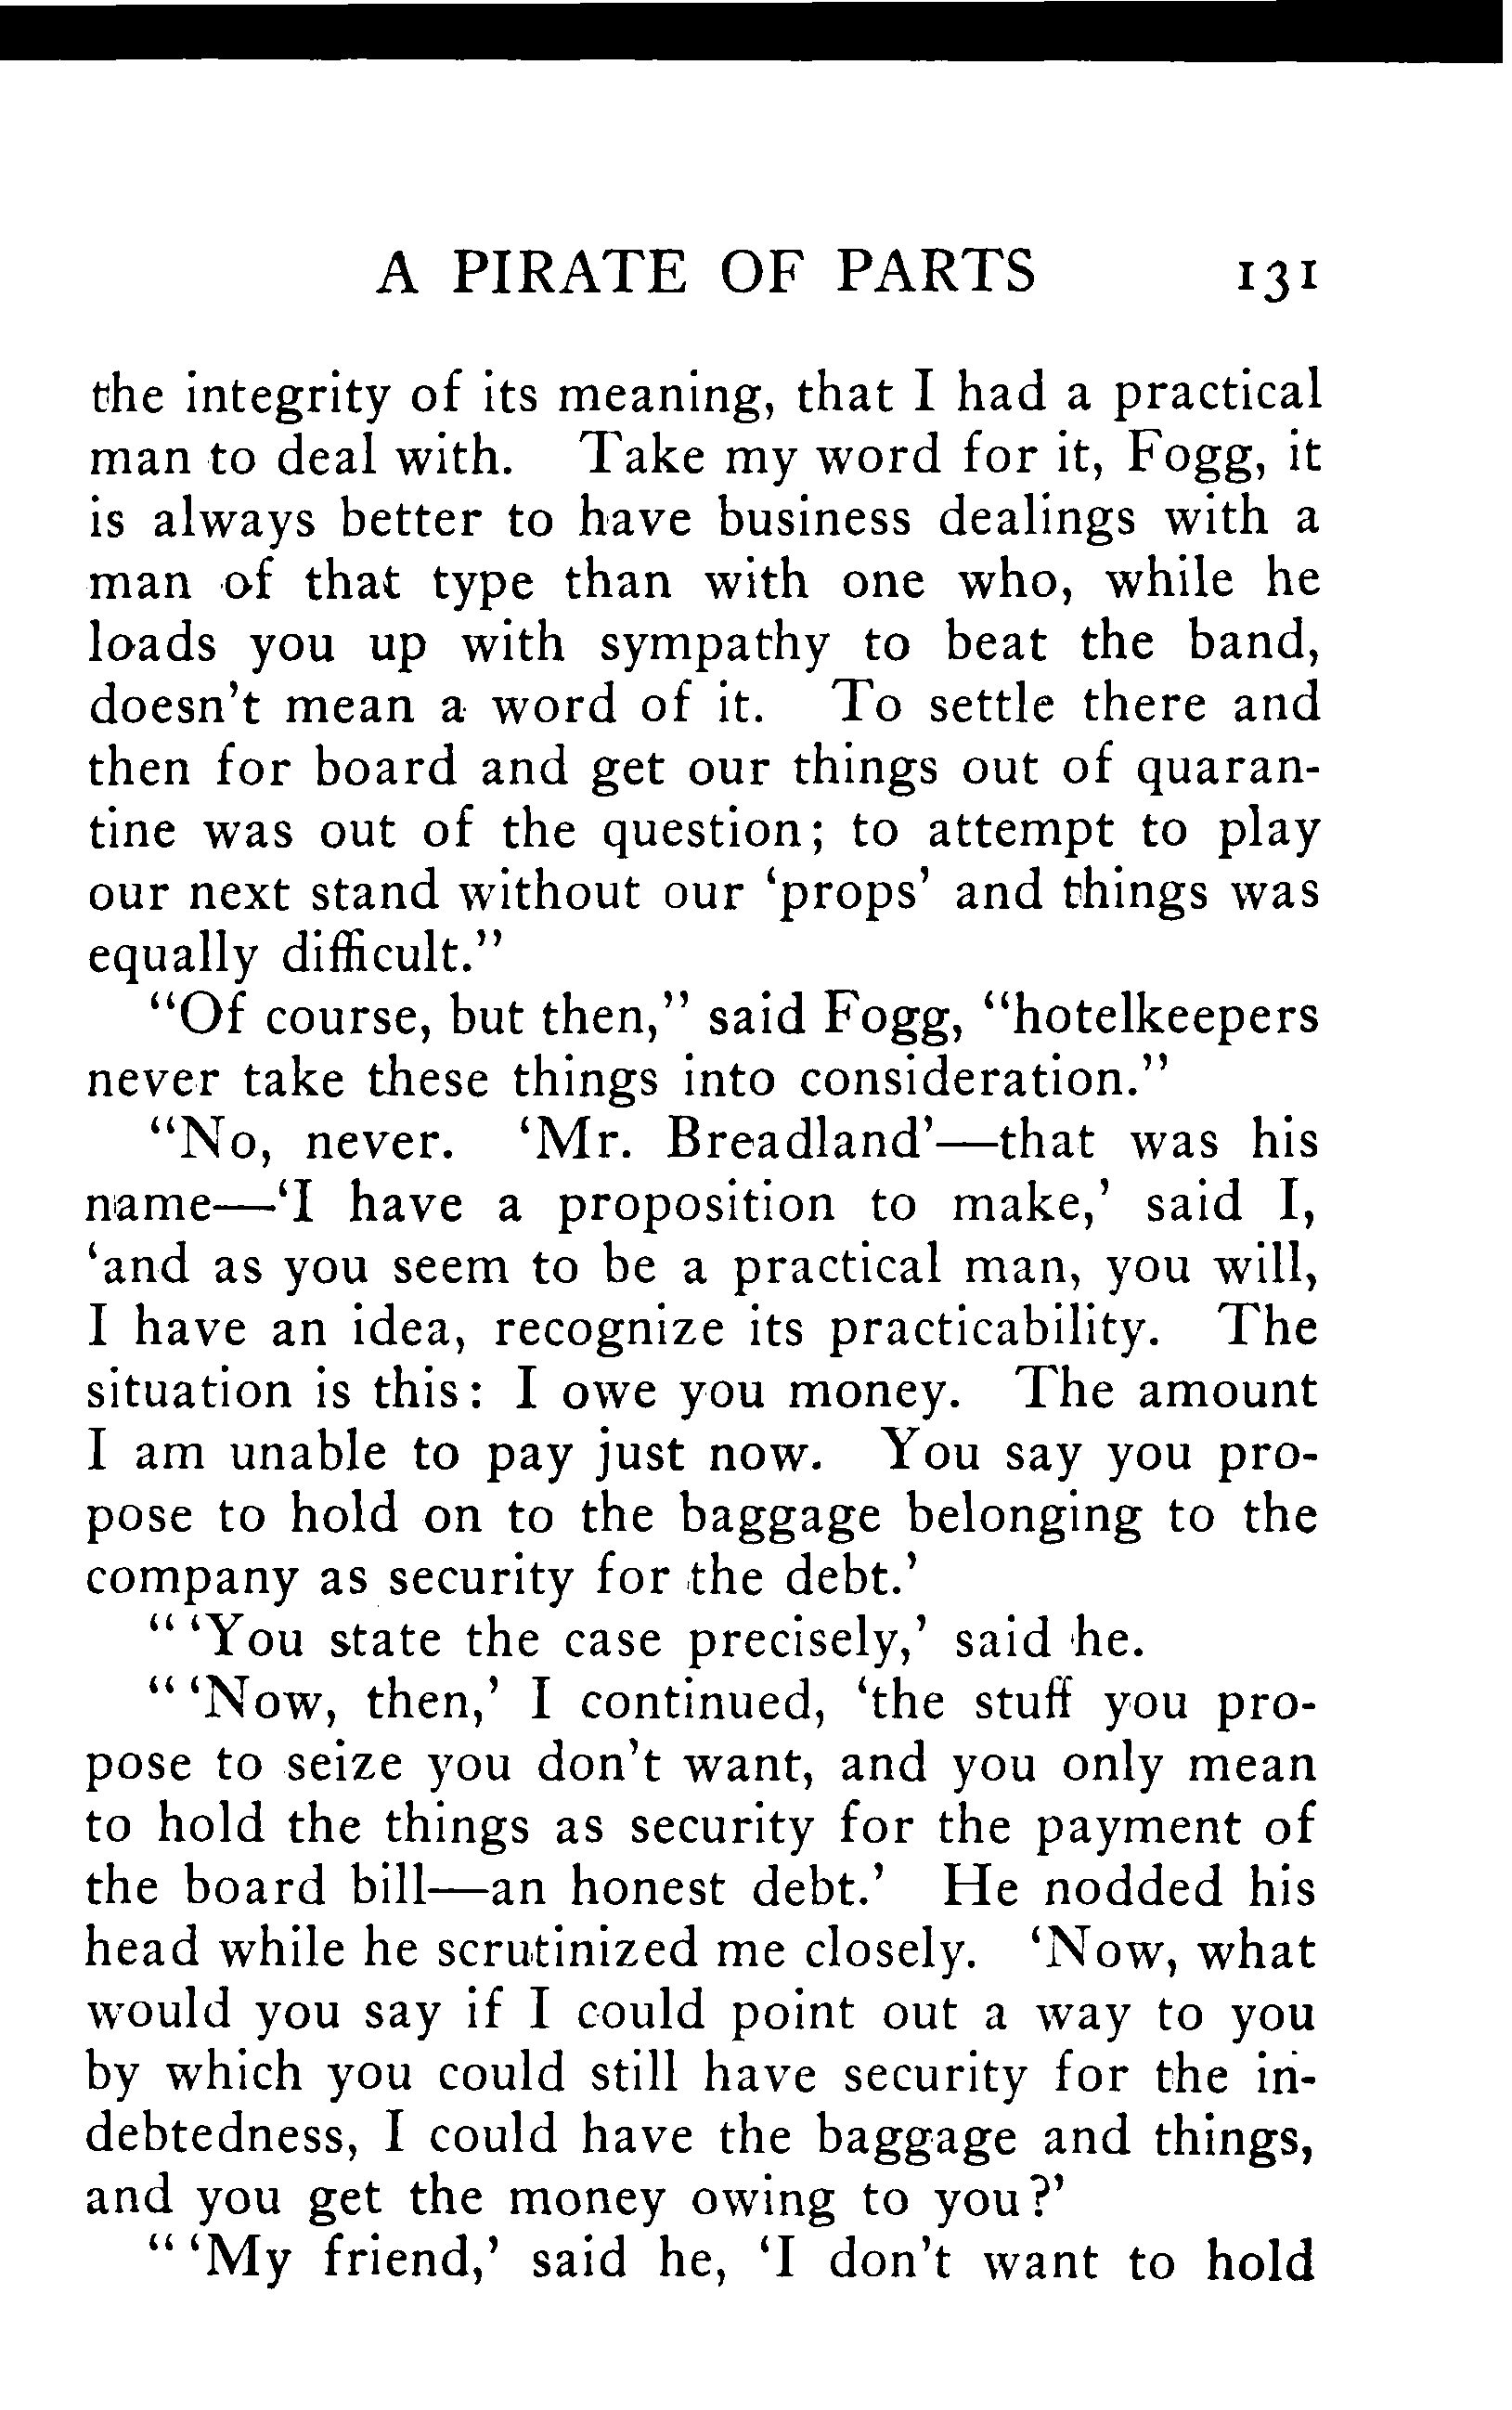 A PIRATE OF PARTS 131
the integrity of its meaning, that I had a practical
man to deal with. Take my word for it, Fogg, it
is always better to have business dealings with a
man of that type than with one who, while he
loads you up with sympathy to beat the band,
doesn't mean a word of it. To settle there and
then for board and get our things out of quaran-
tine was out of the question; to attempt to play
our next stand without our 'props' and things was
equally difficult."
"Of course, but then," said Fogg, "hotelkeepers
never take these things into consideration."
"No, never. 'Mr. Breadland'—that was his
name—'I have a proposition to make,' said I,
'and as you seem to be a practical man, you will,
I have an idea, recognize its practicability. The
situation is this: I owe you money. The amount
I am unable to pay just now. You say you pro-
pose to hold on to the baggage belonging to the
company as security for the debt.'
"'You state the case precisely,' said he.
"'Now, then,' I continued, 'the stuff you pro-
pose to seize you don't want, and you only mean
to hold the things as security for the payment of
the board bill—an honest debt.' He nodded his
head while he scrutinized me closely. 'Now, what
would you say if I could point out a way to you
by which you could still have security for the in-
debtedness, I could have the baggage and things,
and you get the money owing to you?'
"'My friend,' said he, 'I don't want to hold